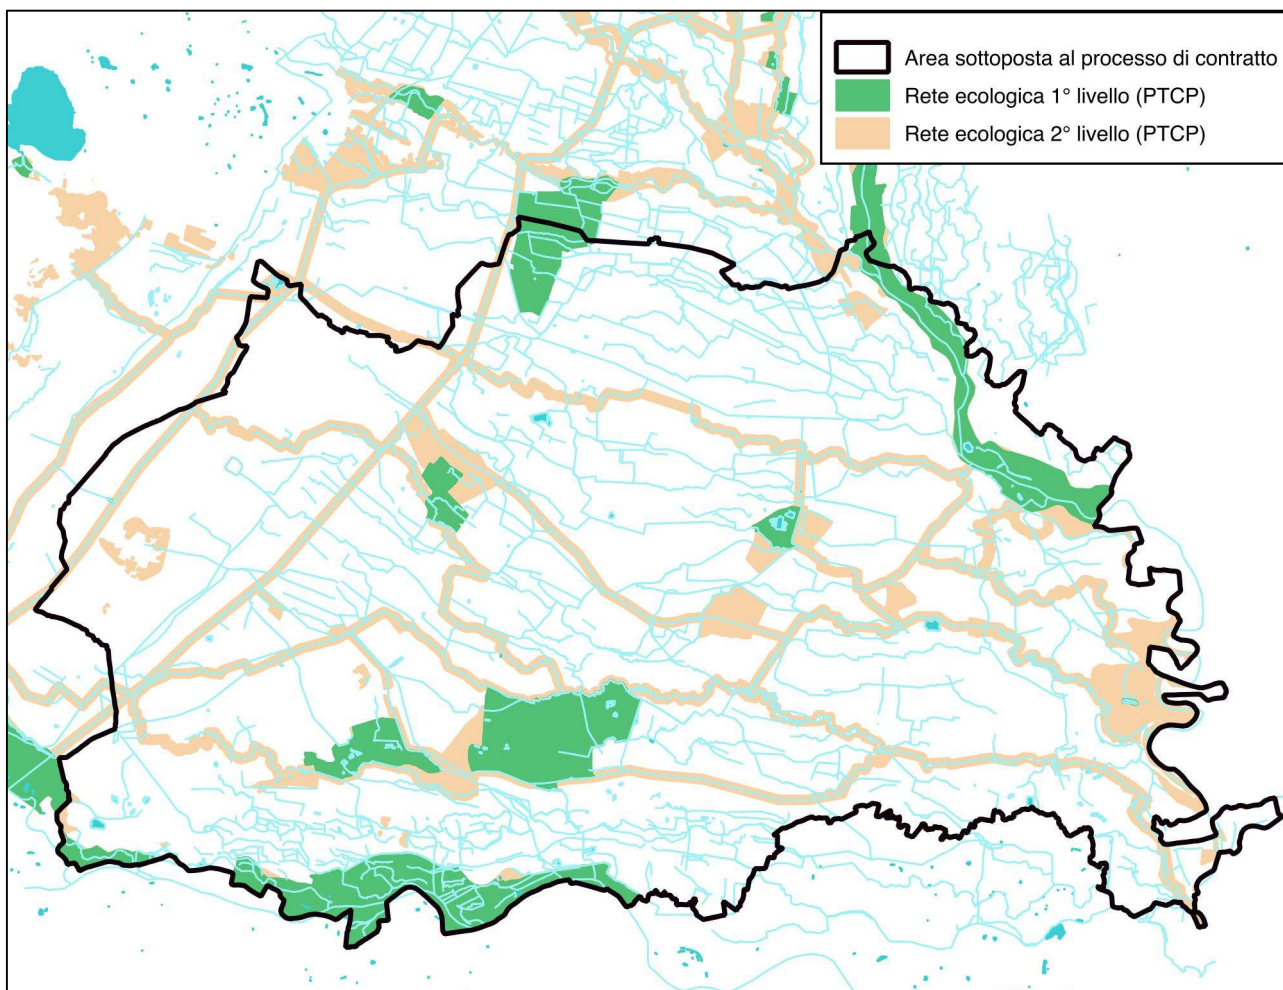 Area sottoposta al processo di contratto
Rete ecologica 1° livello (PTCP)
Rete ecologica 2° livello (PTCP)